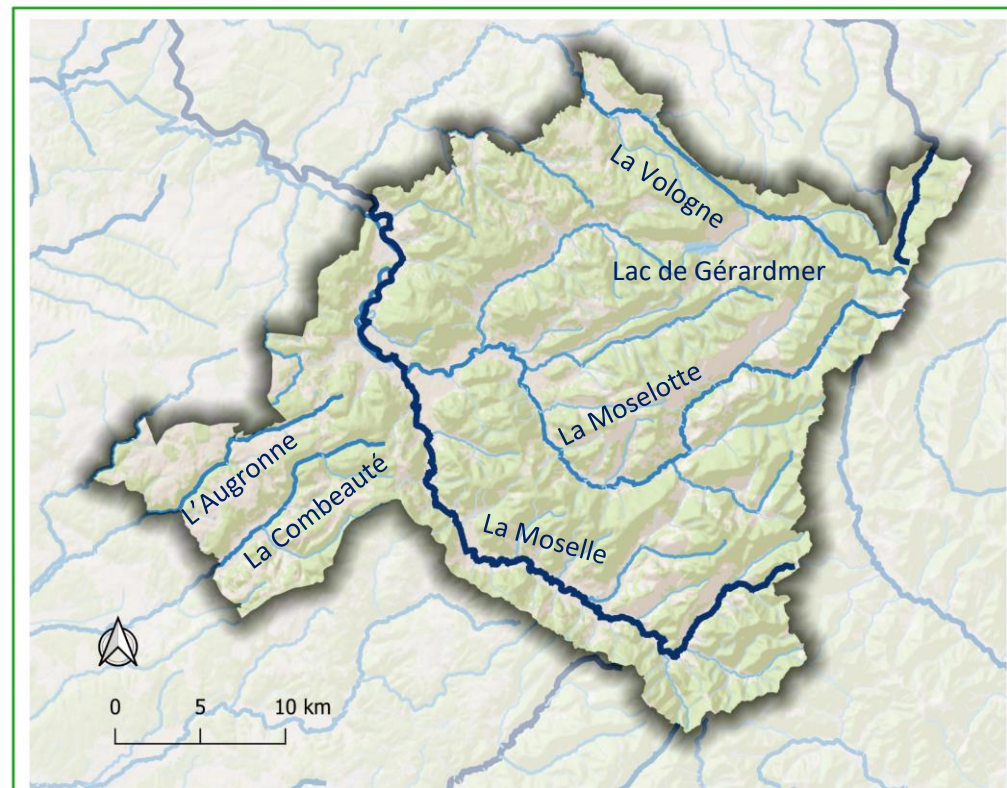 La Vologne
Lac de Gérardmer
La Moselotte
L'Augronne
La Combeauté
La Moselle
0 5 10 km